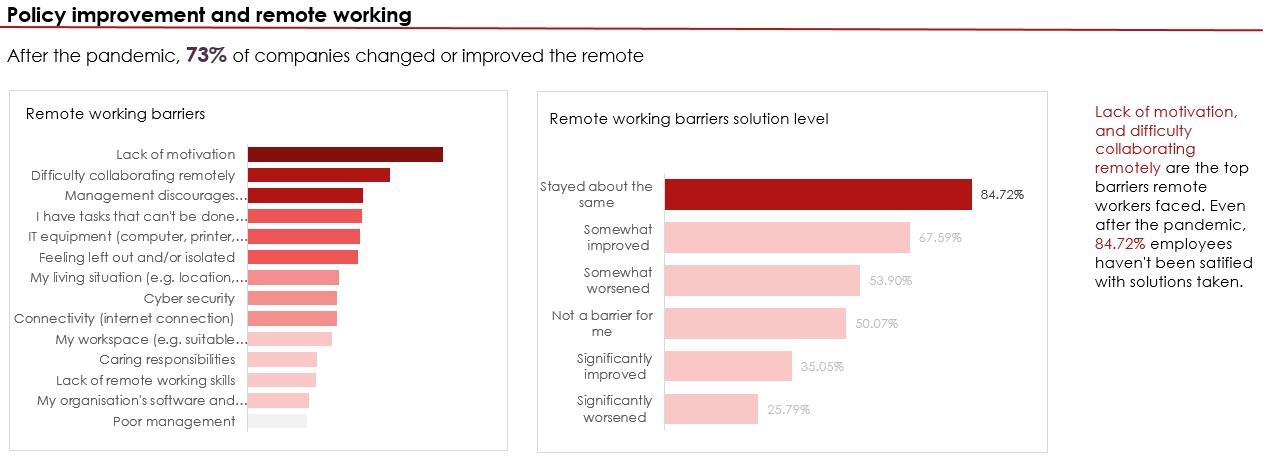 Policy improvement and remote working
After the pandemic, 73% of companies changed or improved the remote
Remote working barriers
Lack of motivation
Difficulty collaborating remotely
Management discourages...
I have tasks that can't be done...
IT equipment (computer, printer,...
Feeling left out and/or isolated
My living situation (e.g. location,...
Cyber security
Connectivity (internet connection)
My workspace (e.g. suitable...
Caring responsibilities
Lack of remote working skills
My organisation's software and...
Poor management
Remote working barriers solution level
Stayed about the
same
84.72%
Somewhat
improved
67.59%
Somewhat
worsened
53.90%
Not a barrier for
me
50.07%
Significantly
improved
35.05%
Significantly
worsened
25.79%
Lack of motivation,
and difficulty
collaborating
remotely are the top
barriers remote
workers faced. Even
after the pandemic,
84.72% employees
haven't been satified
with solutions taken.